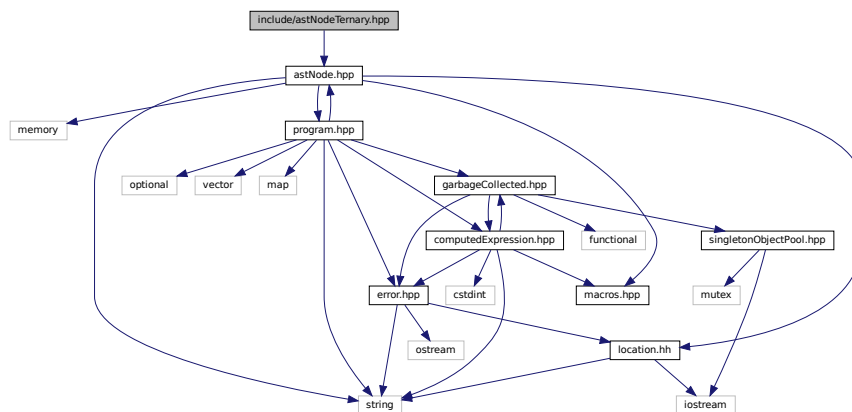 include/astNodeTernary.hpp
astNode.hpp
memory
program.hpp
optional
vector
map
garbageCollected.hpp
computedExpression.hpp
functional
singletonObjectPool.hpp
error.hpp
cstdint
macros.hpp
mutex
ostream
location.hh
string
iostream